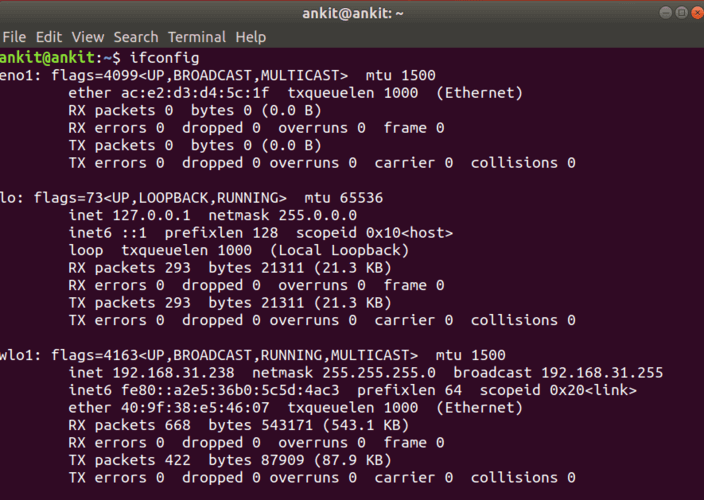 ankit@ankit: ~
File Edit View Search Terminal Help
ankit@ankit:~$ ifconfig
eno1: flags=4099<UP,BROADCAST,MULTICAST>  mtu 1500
        ether ac:e2:d3:d4:5c:1f  txqueuelen 1000  (Ethernet)
        RX packets 0  bytes 0 (0.0 B)
        RX errors 0  dropped 0  overruns 0  frame 0
        TX packets 0  bytes 0 (0.0 B)
        TX errors 0  dropped 0 overruns 0  carrier 0  collisions 0

lo: flags=73<UP,LOOPBACK,RUNNING>  mtu 65536
        inet 127.0.0.1  netmask 255.0.0.0
        inet6 ::1  prefixlen 128  scopeid 0x10<host>
        loop  txqueuelen 1000  (Local Loopback)
        RX packets 293  bytes 21311 (21.3 KB)
        RX errors 0  dropped 0  overruns 0  frame 0
        TX packets 293  bytes 21311 (21.3 KB)
        TX errors 0  dropped 0 overruns 0  carrier 0  collisions 0

wlo1: flags=4163<UP,BROADCAST,RUNNING,MULTICAST>  mtu 1500
        inet 192.168.31.238  netmask 255.255.255.0  broadcast 192.168.31.255
        inet6 fe80::a2e5:36b0:5c5d:4ac3  prefixlen 64  scopeid 0x20<link>
        ether 40:9f:38:e5:46:07  txqueuelen 1000  (Ethernet)
        RX packets 668  bytes 543171 (543.1 KB)
        RX errors 0  dropped 0  overruns 0  frame 0
        TX packets 422  bytes 87909 (87.9 KB)
        TX errors 0  dropped 0 overruns 0  carrier 0  collisions 0